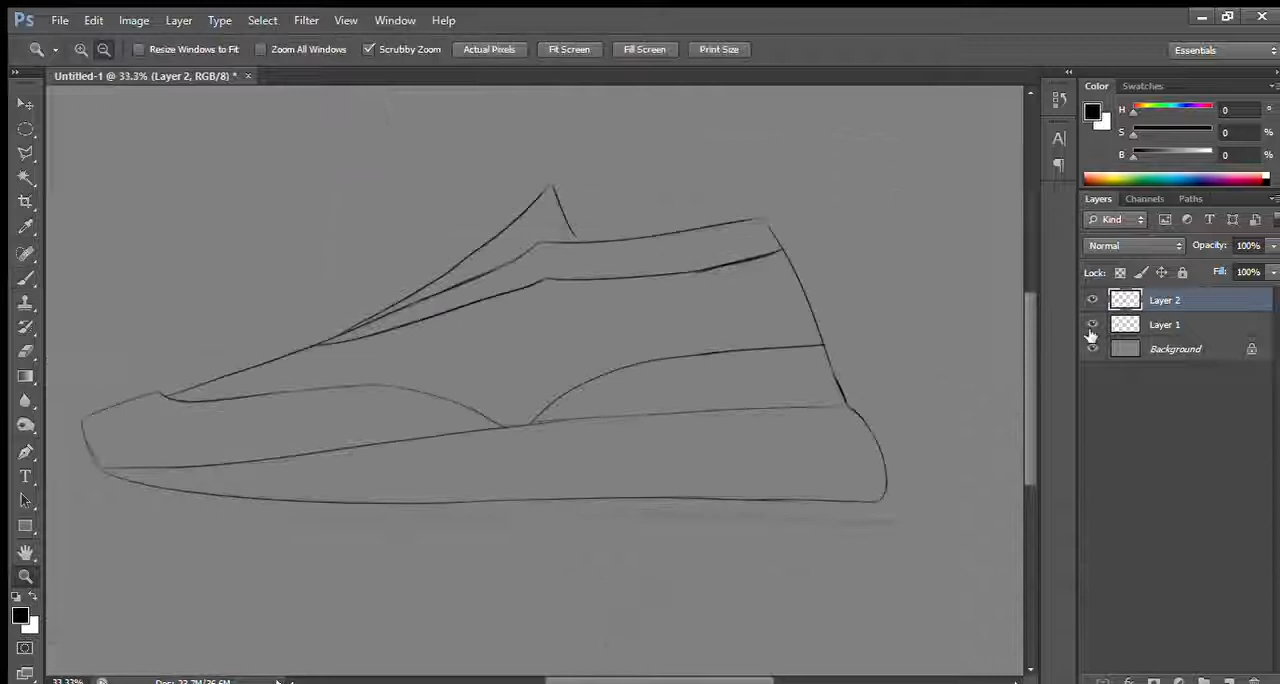 Ps File Edit Image Layer Type Select Filter View Window Help
Resize Windows to Fit Zoom All Windows Scrubby Zoom Actual Pixels Fit Screen Fill Screen Print Size Essentials
Untitled-1 @ 33.3% (Layer 2, RGB/8) * ×
Color Swatches
H 0 °
S 0 %
B 0 %
Layers Channels Paths
Kind T
Normal Opacity: 100%
Lock: Fill: 100%
Layer 2
Layer 1
Background
A
T
33.33%